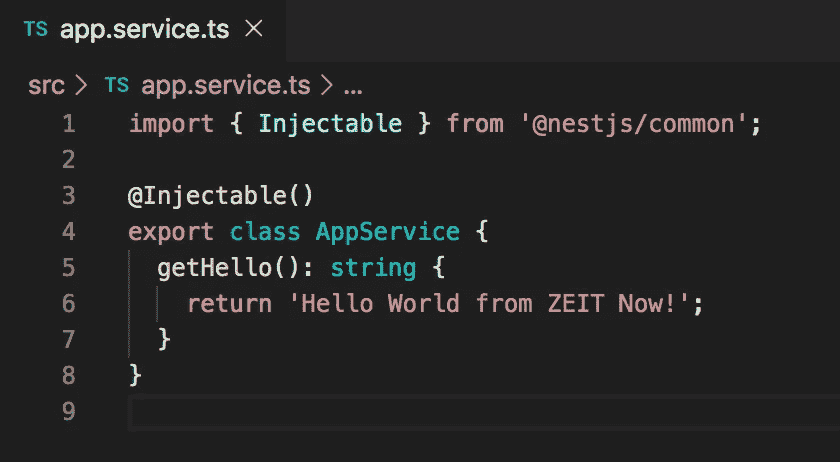 TS app.service.ts ×
src > TS app.service.ts > ...
1 import { Injectable } from '@nestjs/common';
2
3 @Injectable()
4 export class AppService {
5   getHello(): string {
6     return 'Hello World from ZEIT Now!';
7   }
8 }
9